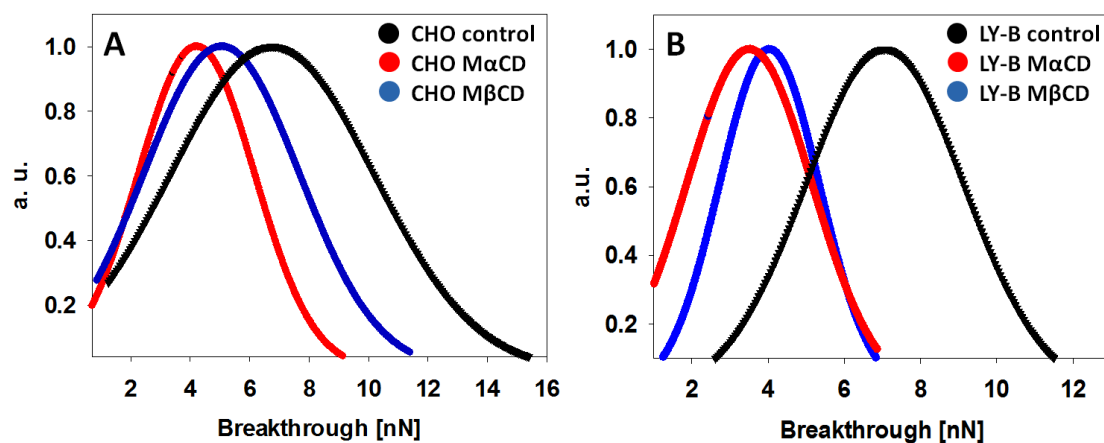 A
CHO control
CHO MαCD
CHO MβCD
1.0
0.8
0.6
0.4
0.2
a. u.
2 4 6 8 10 12 14 16
Breakthrough [nN]
B
LY-B control
LY-B MαCD
LY-B MβCD
1.0
0.8
0.6
0.4
0.2
a.u.
2 4 6 8 10 12
Breakthrough [nN]